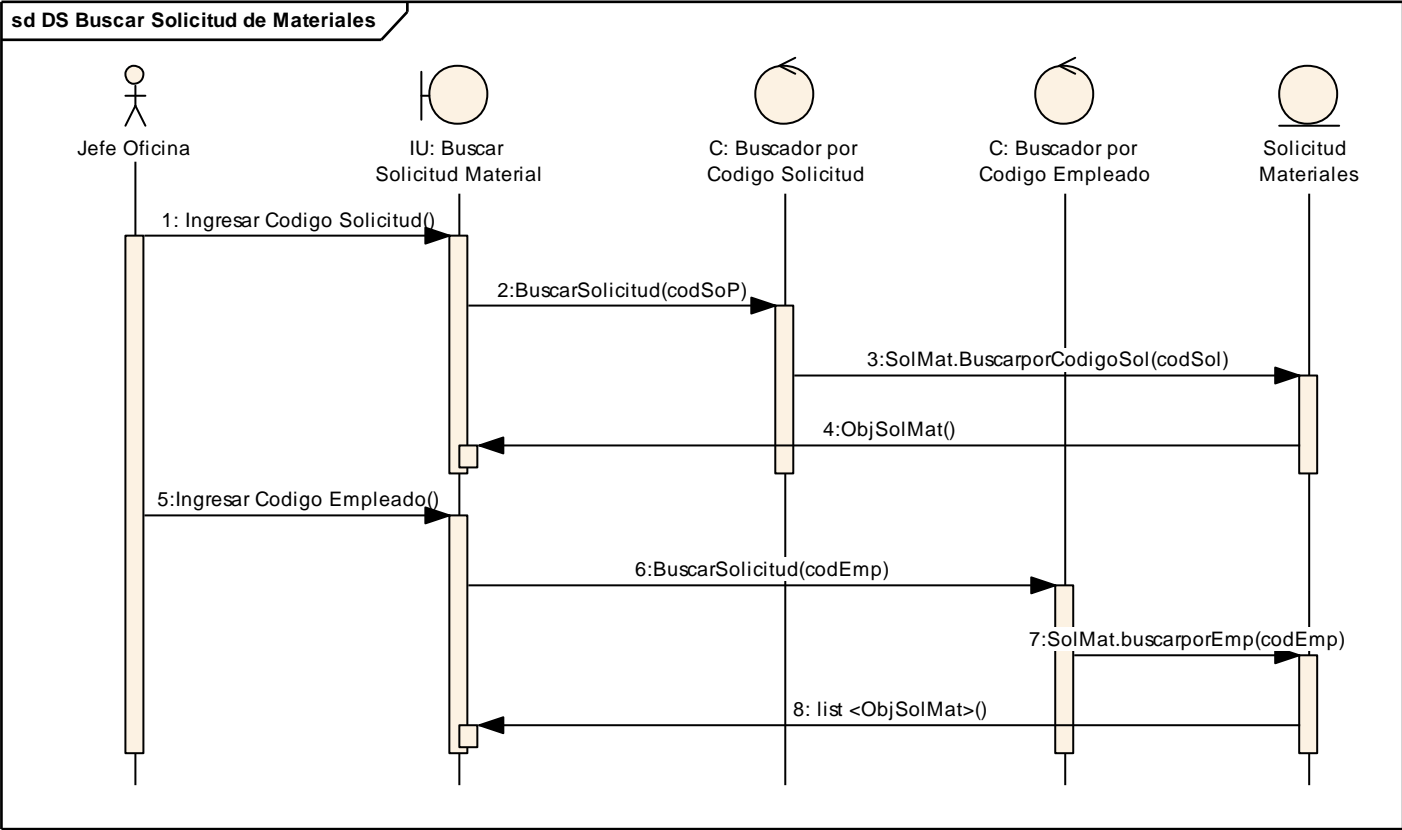 sd DS Buscar Solicitud de Materiales
Jefe Oficina
IU: Buscar
Solicitud Material
C: Buscador por
Codigo Solicitud
C: Buscador por
Codigo Empleado
Solicitud
Materiales
1: Ingresar Codigo Solicitud()
2:BuscarSolicitud(codSoP)
3:SolMat.BuscarporCodigoSol(codSol)
4:ObjSolMat()
5:Ingresar Codigo Empleado()
6:BuscarSolicitud(codEmp)
7:SolMat.buscarporEmp(codEmp)
8: list <ObjSolMat>()